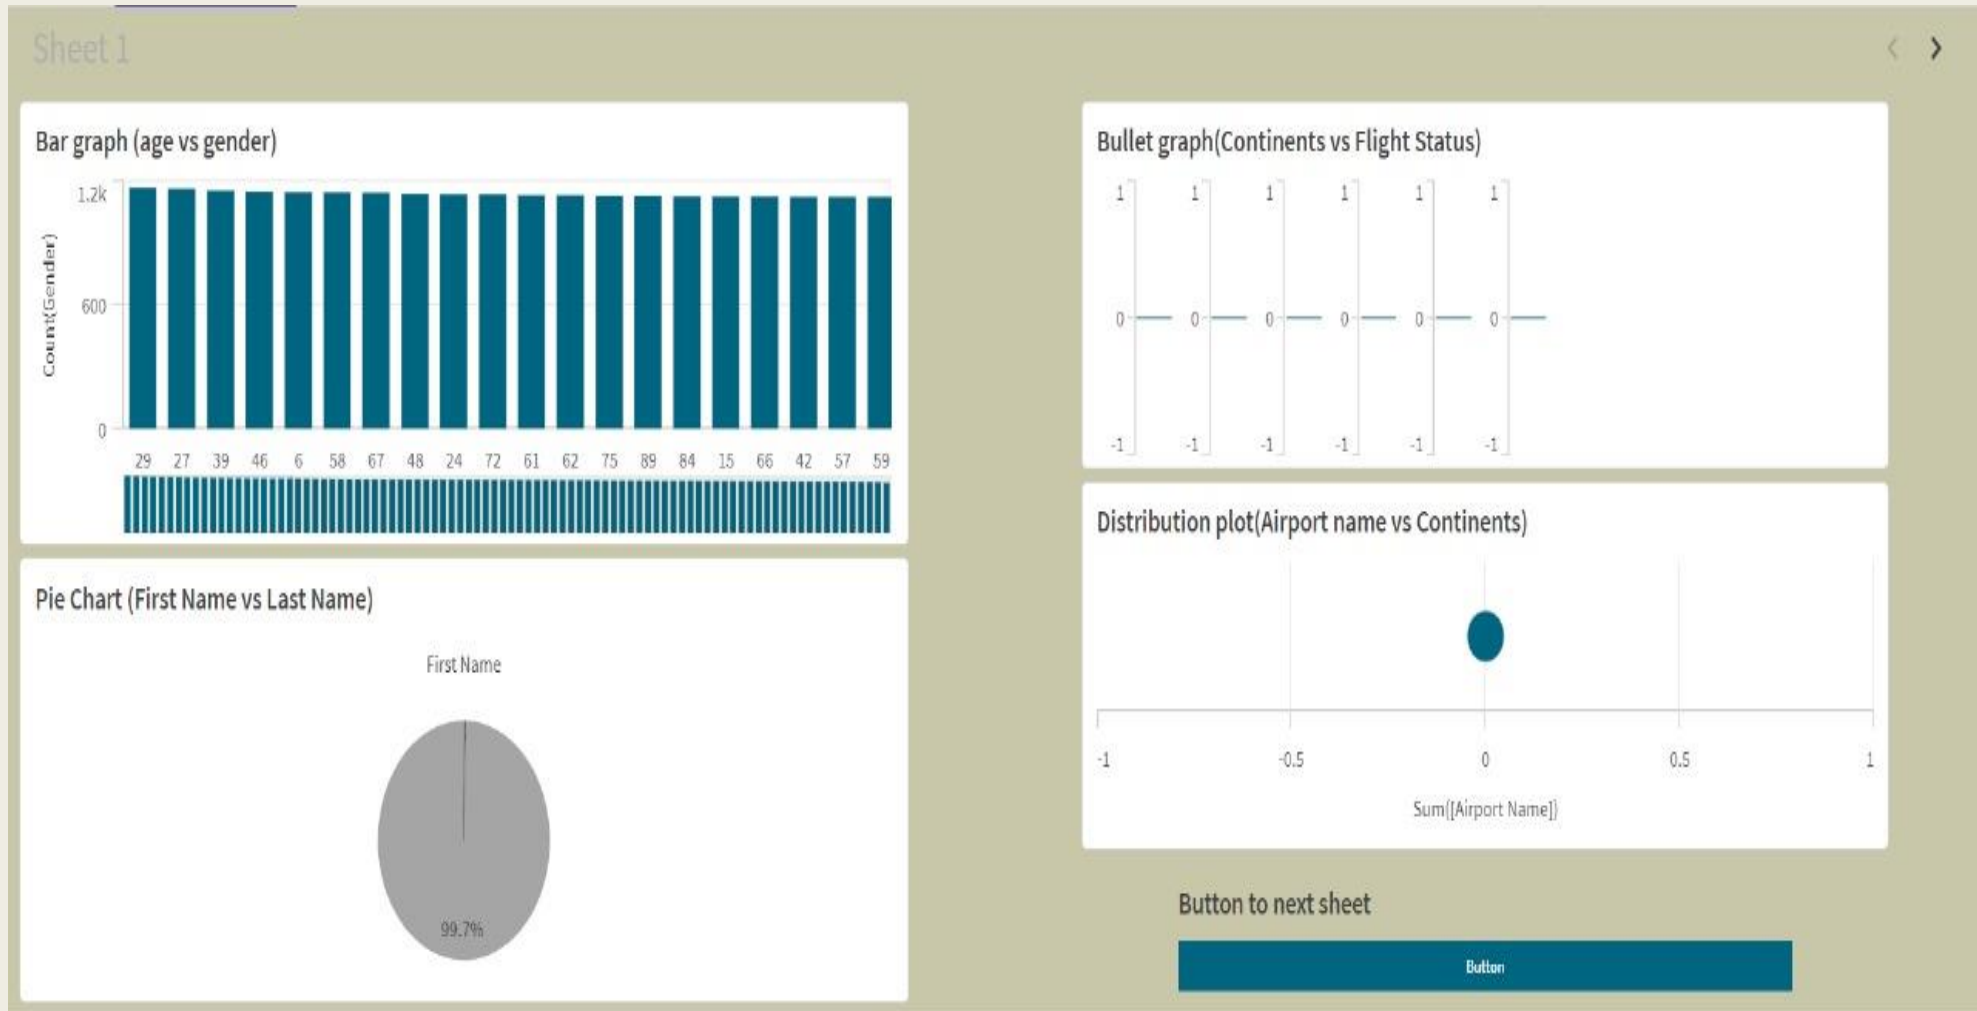 Sheet 1
Bar graph (age vs gender)
1.2k
600
0
Count(Gender)
29 27 39 46 6 58 67 48 24 72 61 62 75 89 84 15 66 42 57 59
Pie Chart (First Name vs Last Name)
First Name
99.7%
Bullet graph(Continents vs Flight Status)
1 1 1 1 1 1
0 0 0 0 0 0
-1 -1 -1 -1 -1 -1
Distribution plot(Airport name vs Continents)
-1 -0.5 0 0.5 1
Sum([Airport Name])
Button to next sheet
Button